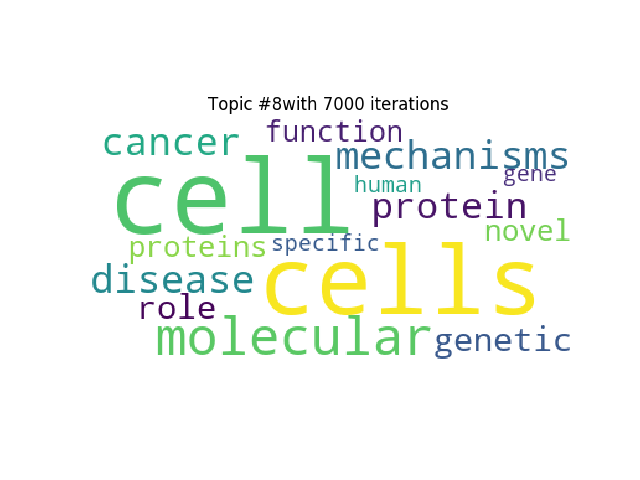 Topic #8with 7000 iterations
function
cancer
mechanisms
cell
gene
human
protein
novel
specific
proteins
cells
disease
role
molecular
genetic